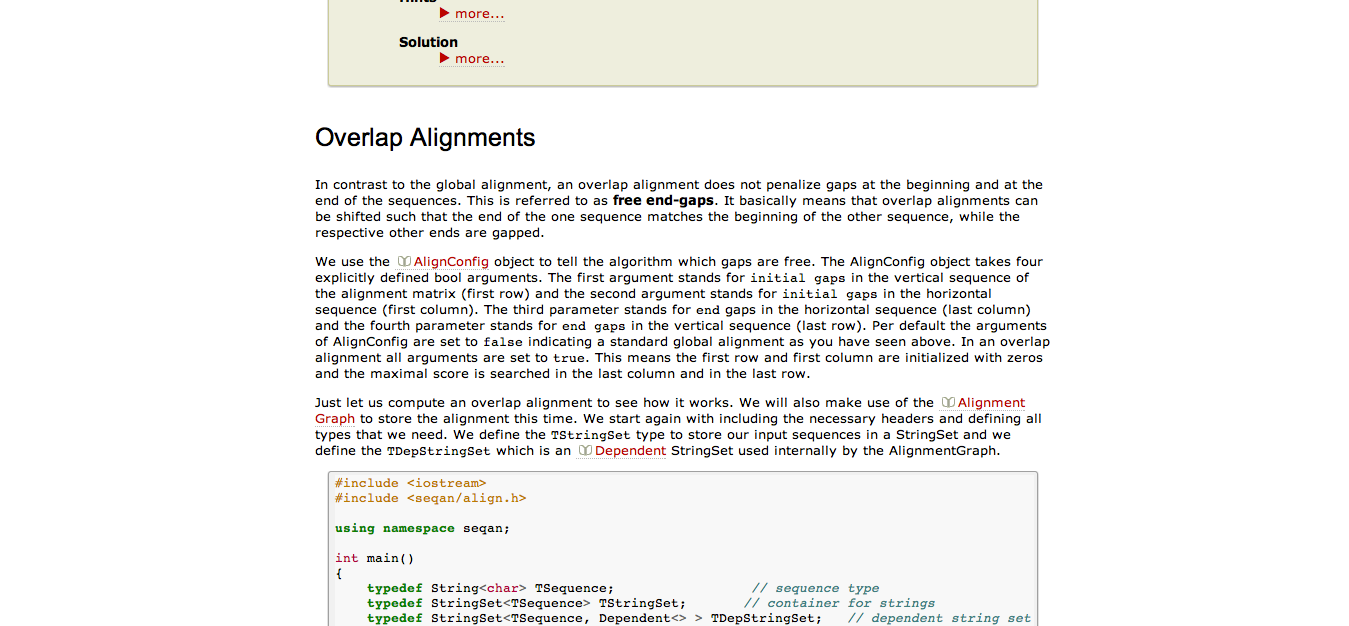 Hints
▶ more...
Solution
▶ more...
Overlap Alignments
In contrast to the global alignment, an overlap alignment does not penalize gaps at the beginning and at the
end of the sequences. This is referred to as free end-gaps. It basically means that overlap alignments can
be shifted such that the end of the one sequence matches the beginning of the other sequence, while the
respective other ends are gapped.
We use the AlignConfig object to tell the algorithm which gaps are free. The AlignConfig object takes four
explicitly defined bool arguments. The first argument stands for initial gaps in the vertical sequence of
the alignment matrix (first row) and the second argument stands for initial gaps in the horizontal
sequence (first column). The third parameter stands for end gaps in the horizontal sequence (last column)
and the fourth parameter stands for end gaps in the vertical sequence (last row). Per default the arguments
of AlignConfig are set to false indicating a standard global alignment as you have seen above. In an overlap
alignment all arguments are set to true. This means the first row and first column are initialized with zeros
and the maximal score is searched in the last column and in the last row.
Just let us compute an overlap alignment to see how it works. We will also make use of the Alignment
Graph to store the alignment this time. We start again with including the necessary headers and defining all
types that we need. We define the TStringSet type to store our input sequences in a StringSet and we
define the TDepStringSet which is an Dependent StringSet used internally by the AlignmentGraph.
#include <iostream>
#include <seqan/align.h>
using namespace seqan;
int main()
{
typedef String<char> TSequence; // sequence type
typedef StringSet<TSequence> TStringSet; // container for strings
typedef StringSet<TSequence, Dependent<> > TDepStringSet; // dependent string set